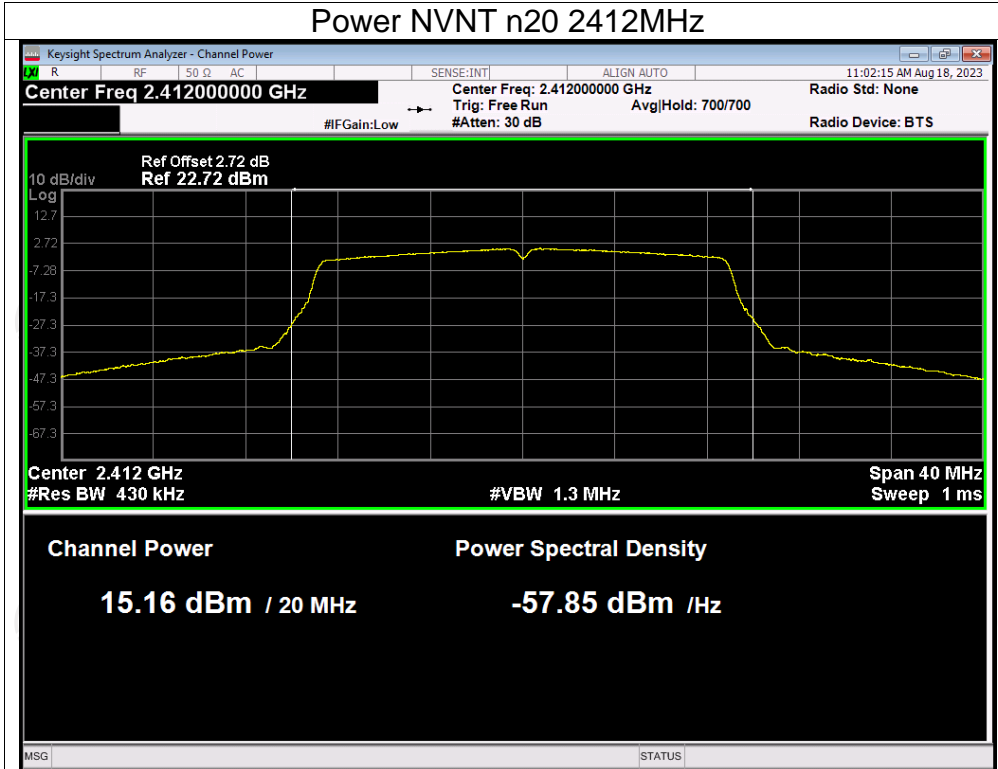 Power NVNT n20 2412MHz
Keysight Spectrum Analyzer - Channel Power
LXI R RF 50 Ω AC SENSE:INT ALIGN AUTO 11:02:15 AM Aug 18, 2023
Center Freq 2.412000000 GHz Center Freq: 2.412000000 GHz Radio Std: None
Trig: Free Run Avg|Hold: 700/700
#IFGain:Low #Atten: 30 dB Radio Device: BTS
Ref Offset 2.72 dB
10 dB/div Ref 22.72 dBm
Log
12.7
2.72
-7.28
-17.3
-27.3
-37.3
-47.3
-57.3
-67.3
Center 2.412 GHz Span 40 MHz
#Res BW 430 kHz #VBW 1.3 MHz Sweep 1 ms
Channel Power Power Spectral Density
15.16 dBm / 20 MHz -57.85 dBm /Hz
MSG STATUS